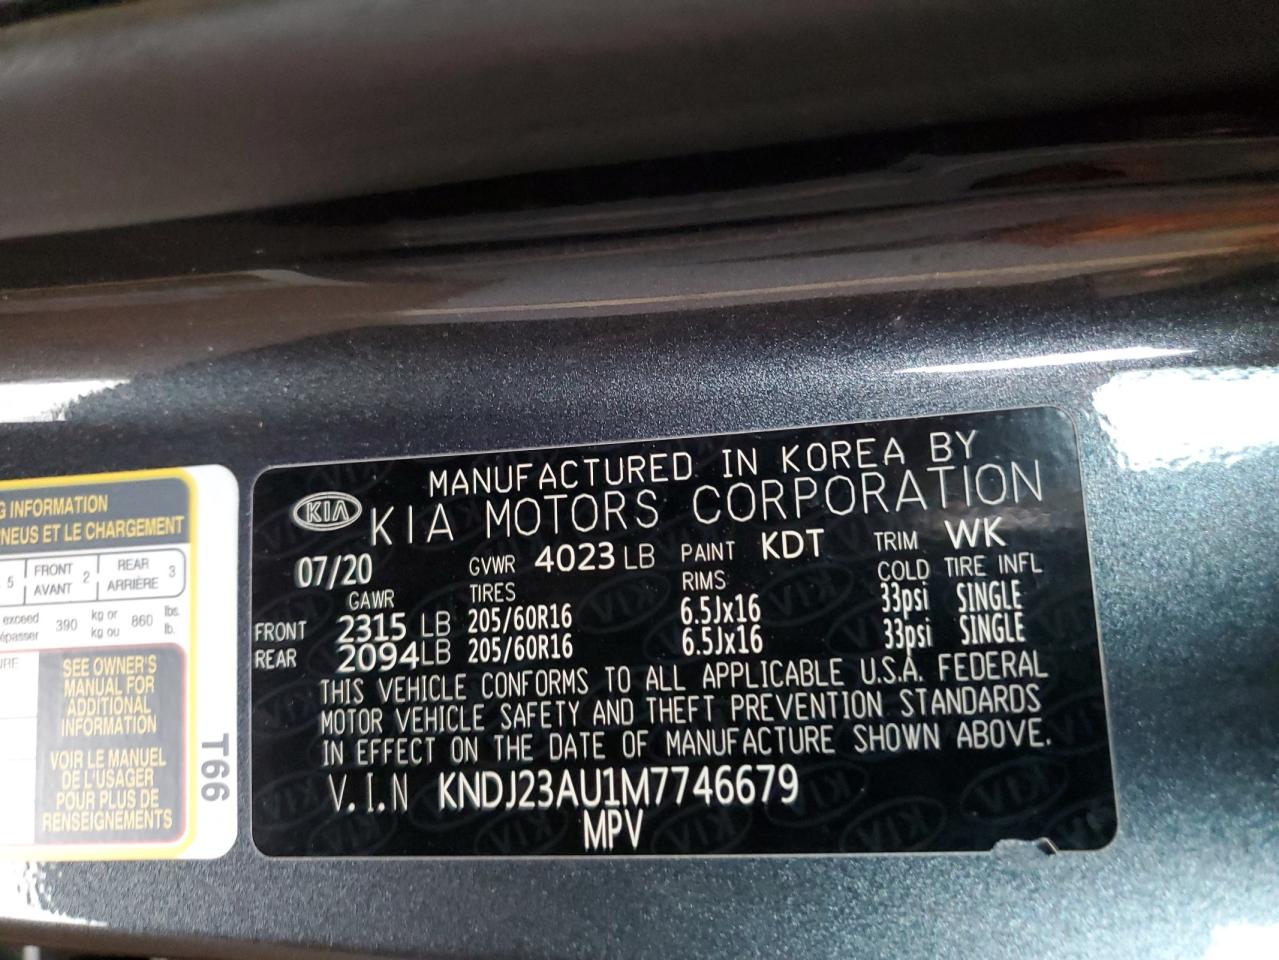 G INFORMATION
PNEUS ET LE CHARGEMENT
5 FRONT AVANT 2 REAR ARRIÈRE 3
exceed kg or lbs.
390 860
kg ou lb.
SEE OWNER'S
MANUAL FOR
ADDITIONAL
INFORMATION
VOIR LE MANUEL
DE L'USAGER
POUR PLUS DE
RENSEIGNEMENTS
T66
MANUFACTURED IN KOREA BY
KIA KIA MOTORS CORPORATION
07/20 GVWR 4023 LB PAINT KDT TRIM WK
GAWR TIRES RIMS COLD TIRE INFL
FRONT 2315 LB 205/60R16 6.5Jx16 33psi SINGLE
REAR 2094LB 205/60R16 6.5Jx16 33psi SINGLE
THIS VEHICLE CONFORMS TO ALL APPLICABLE U.S.A. FEDERAL
MOTOR VEHICLE SAFETY AND THEFT PREVENTION STANDARDS
IN EFFECT ON THE DATE OF MANUFACTURE SHOWN ABOVE.
V.I.N KNDJ23AU1M7746679
MPV